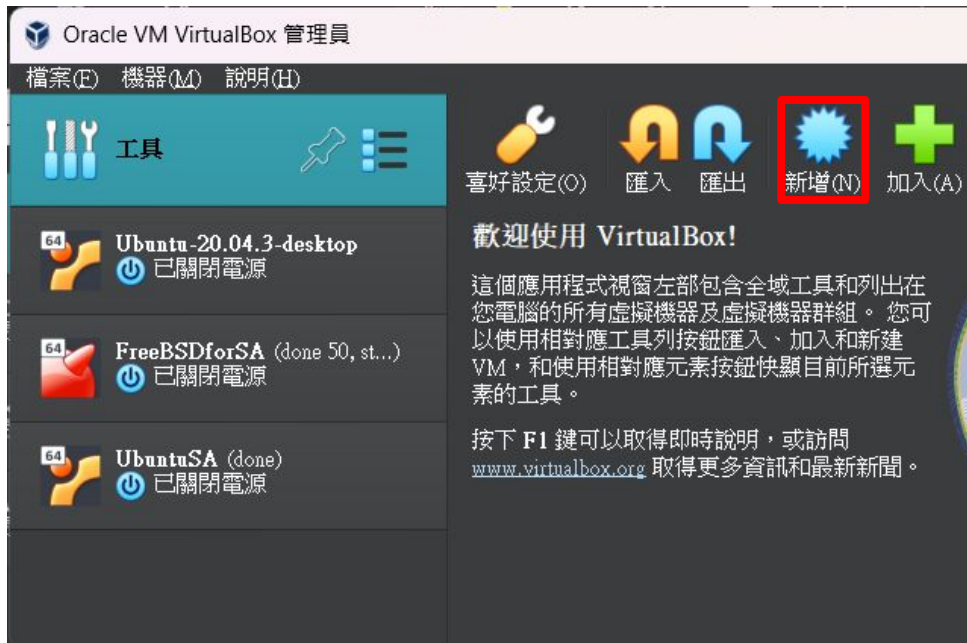 Oracle VM VirtualBox 管理員
檔案(F) 機器(M) 說明(H)
工具
喜好設定(O) 匯入 匯出 新增(N) 加入(A)
64 Ubuntu-20.04.3-desktop
已關閉電源
64 FreeBSDforSA (done 50, st...)
已關閉電源
64 UbuntuSA (done)
已關閉電源
歡迎使用 VirtualBox!
這個應用程式視窗左部包含全域工具和列出在
您電腦的所有虛擬機器及虛擬機器群組。您可
以使用相對應工具列按鈕匯入、加入和新建
VM，和使用相對應元素按鈕快顯目前所選元
素的工具。
按下 F1 鍵可以取得即時說明，或訪問
www.virtualbox.org 取得更多資訊和最新新聞。